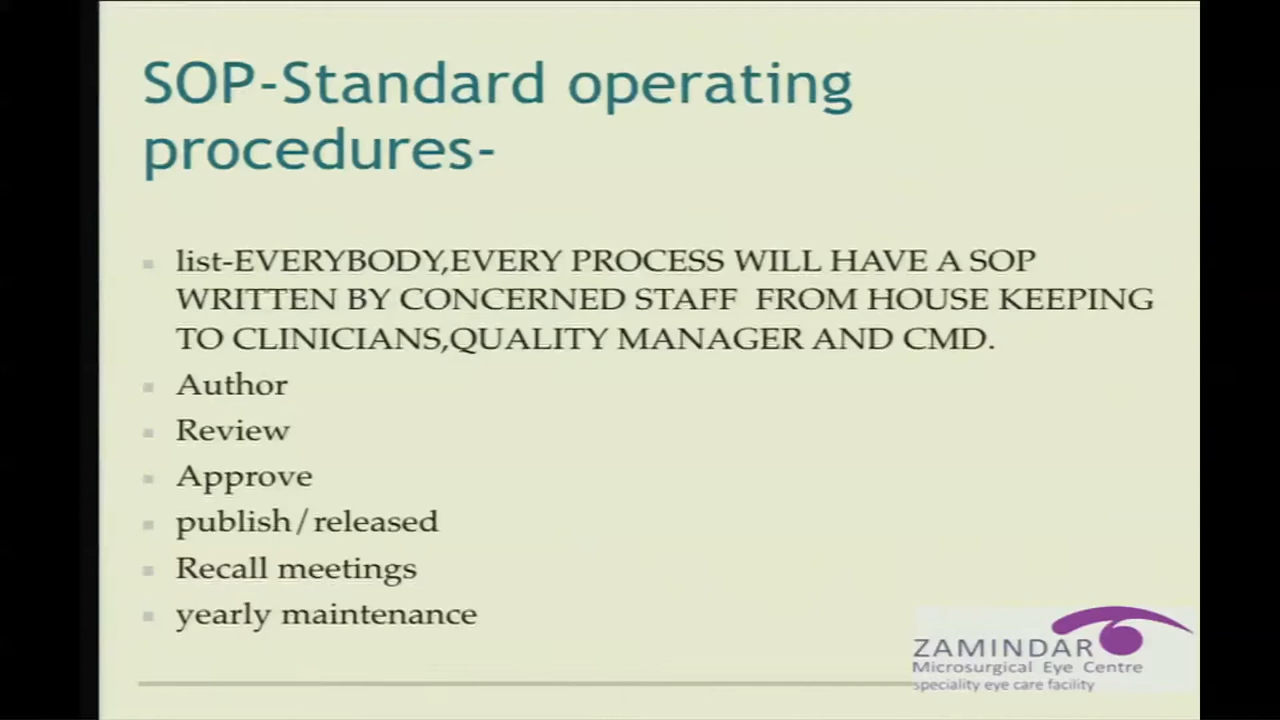 SOP-Standard operating
procedures-
list-EVERYBODY,EVERY PROCESS WILL HAVE A SOP
WRITTEN BY CONCERNED STAFF FROM HOUSE KEEPING
TO CLINICIANS,QUALITY MANAGER AND CMD.
Author
Review
Approve
publish/released
Recall meetings
yearly maintenance
ZAMINDAR
Microsurgical Eye Centre
speciality eye care facility